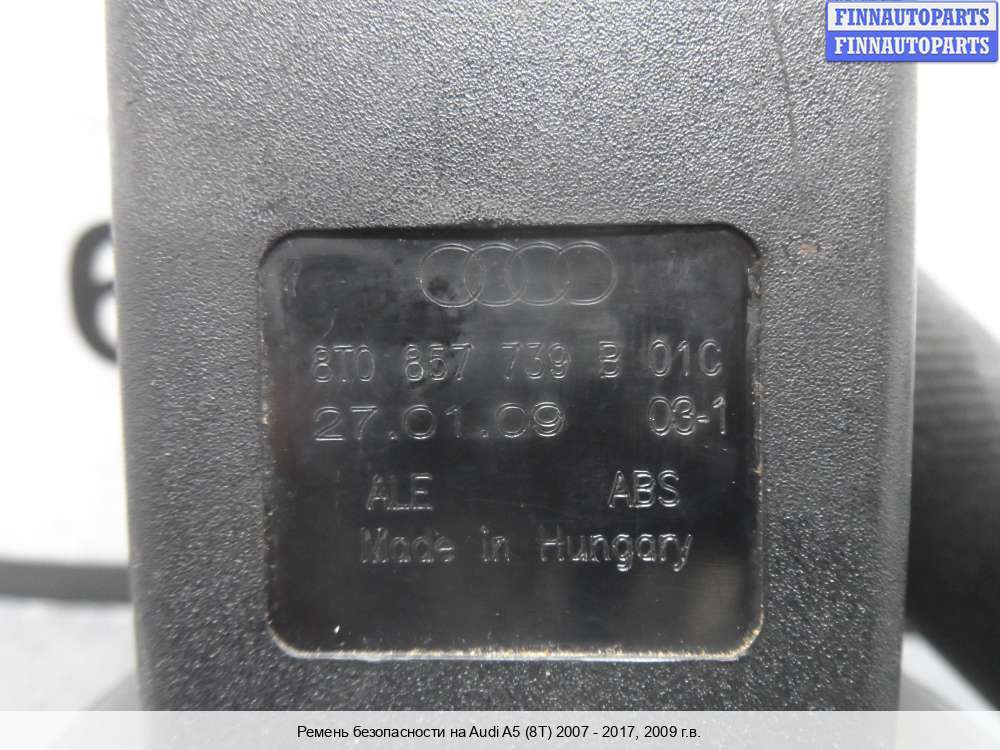 FINNAUTOPARTS
FINNAUTOPARTS
8T0 857 739 B 01C
27.01.09 03-1
ALE ABS
Made in Hungary
Ремень безопасности на Audi A5 (8T) 2007 - 2017, 2009 г.в.